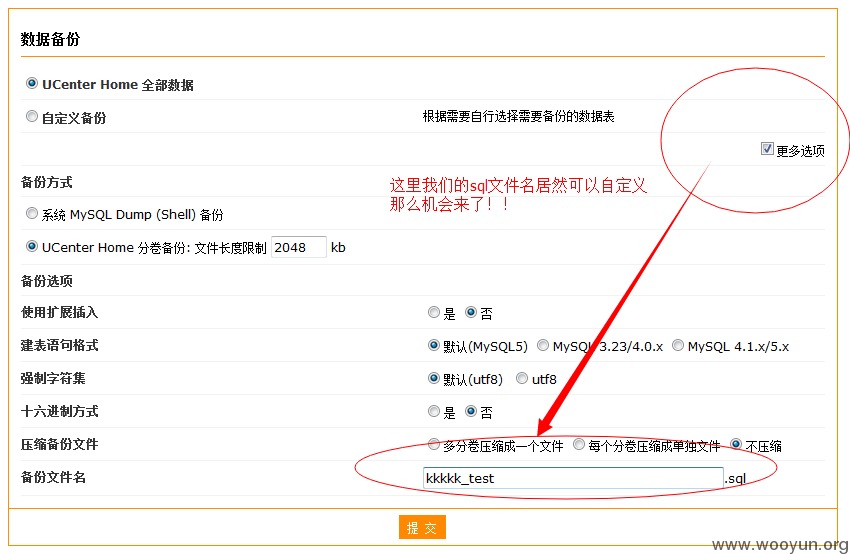 数据备份
UCenter Home 全部数据
自定义备份 根据需要自行选择需要备份的数据表
更多选项
备份方式
这里我们的sql文件名居然可以自定义
那么机会来了！！
系统 MySQL Dump (Shell) 备份
UCenter Home 分卷备份: 文件长度限制 2048 kb
备份选项
使用扩展插入 是 否
建表语句格式 默认(MySQL5) MySQL 3.23/4.0.x MySQL 4.1.x/5.x
强制字符集 默认(utf8) utf8
十六进制方式 是 否
压缩备份文件 多分卷压缩成一个文件 每个分卷压缩成单独文件 不压缩
备份文件名 kkkkk_test .sql
提 交
www.wooyun.org